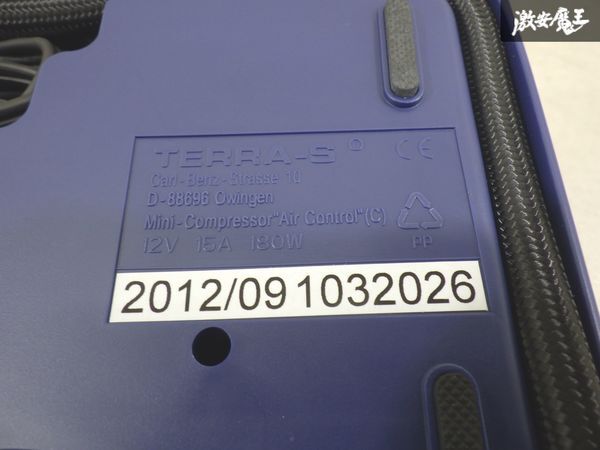 激安魔王
TERRA-S
CE
Carl-Benz-Strasse 10
D-88696 Owingen
Mini-Compressor "Air Control" (C)
12V 15A 180W
PP
2012/09 1032026